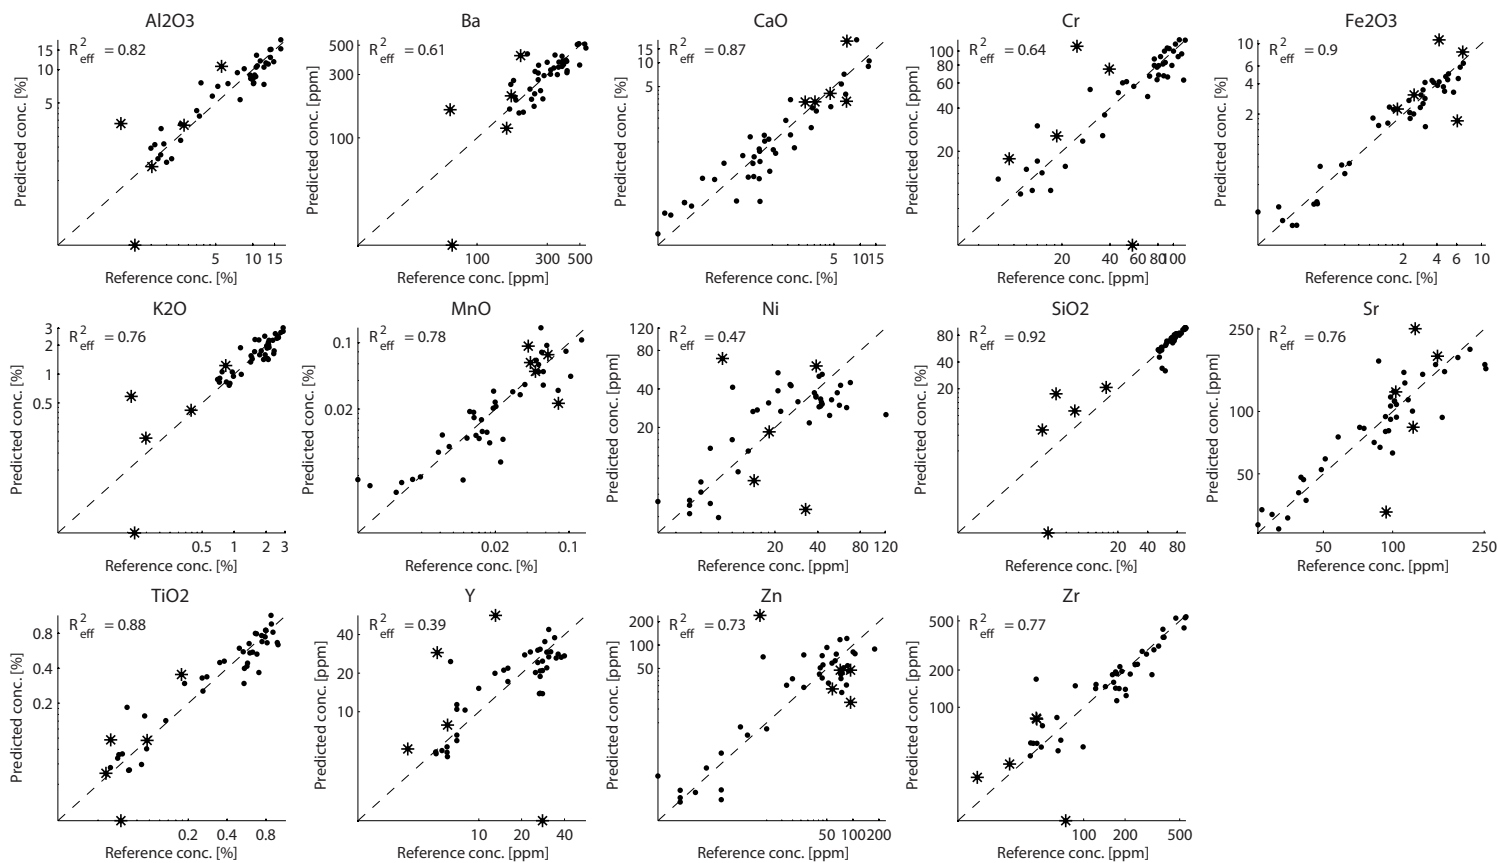 Al2O3
R2eff = 0.82
15
10
5
Predicted conc. [%]
5 10 15
Reference conc. [%]
Ba
R2eff = 0.61
500
300
100
Predicted conc. [ppm]
100 300 500
Reference conc. [ppm]
CaO
R2eff = 0.87
15
10
5
Predicted conc. [%]
5 10 15
Reference conc. [%]
Cr
R2eff = 0.64
100
80
60
40
20
Predicted conc. [ppm]
20 40 60 80 100
Reference conc. [ppm]
Fe2O3
R2eff = 0.9
10
6
4
2
Predicted conc. [%]
2 4 6 10
Reference conc. [%]
K2O
R2eff = 0.76
3
2
1
0.5
Predicted conc. [%]
0.5 1 2 3
Reference conc. [%]
MnO
R2eff = 0.78
0.1
0.02
Predicted conc. [%]
0.02 0.1
Reference conc. [%]
Ni
R2eff = 0.47
120
80
40
20
Predicted conc. [ppm]
20 40 80 120
Reference conc. [ppm]
SiO2
R2eff = 0.92
80
40
20
Predicted conc. [%]
20 40 80
Reference conc. [%]
Sr
R2eff = 0.76
250
100
50
Predicted conc. [ppm]
50 100 250
Reference conc. [ppm]
TiO2
R2eff = 0.88
0.8
0.4
0.2
Predicted conc. [%]
0.2 0.4 0.8
Reference conc. [%]
Y
R2eff = 0.39
40
20
10
Predicted conc. [ppm]
10 20 40
Reference conc. [ppm]
Zn
R2eff = 0.73
200
100
50
Predicted conc. [ppm]
50 100 200
Reference conc. [ppm]
Zr
R2eff = 0.77
500
200
100
Predicted conc. [ppm]
100 200 500
Reference conc. [ppm]